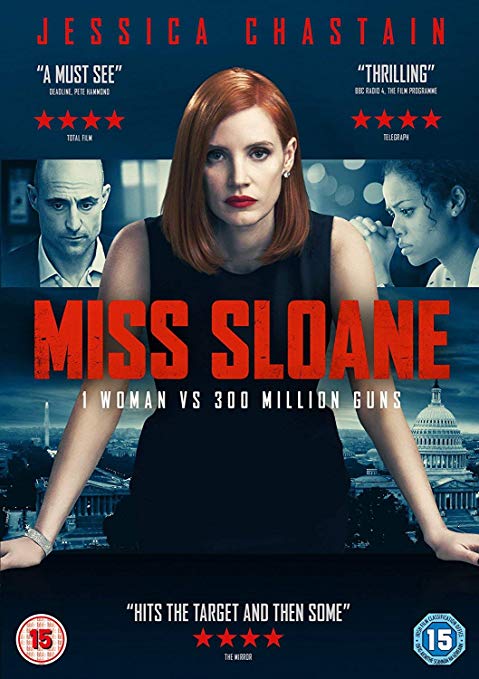 JESSICA CHASTAIN
"A MUST SEE"
DEADLINE, PETE HAMMOND
TOTAL FILM
"THRILLING"
BBC RADIO 4, THE FILM PROGRAMME
TELEGRAPH
MISS SLOANE
1 WOMAN VS 300 MILLION GUNS
"HITS THE TARGET AND THEN SOME"
THE MIRROR
15
15